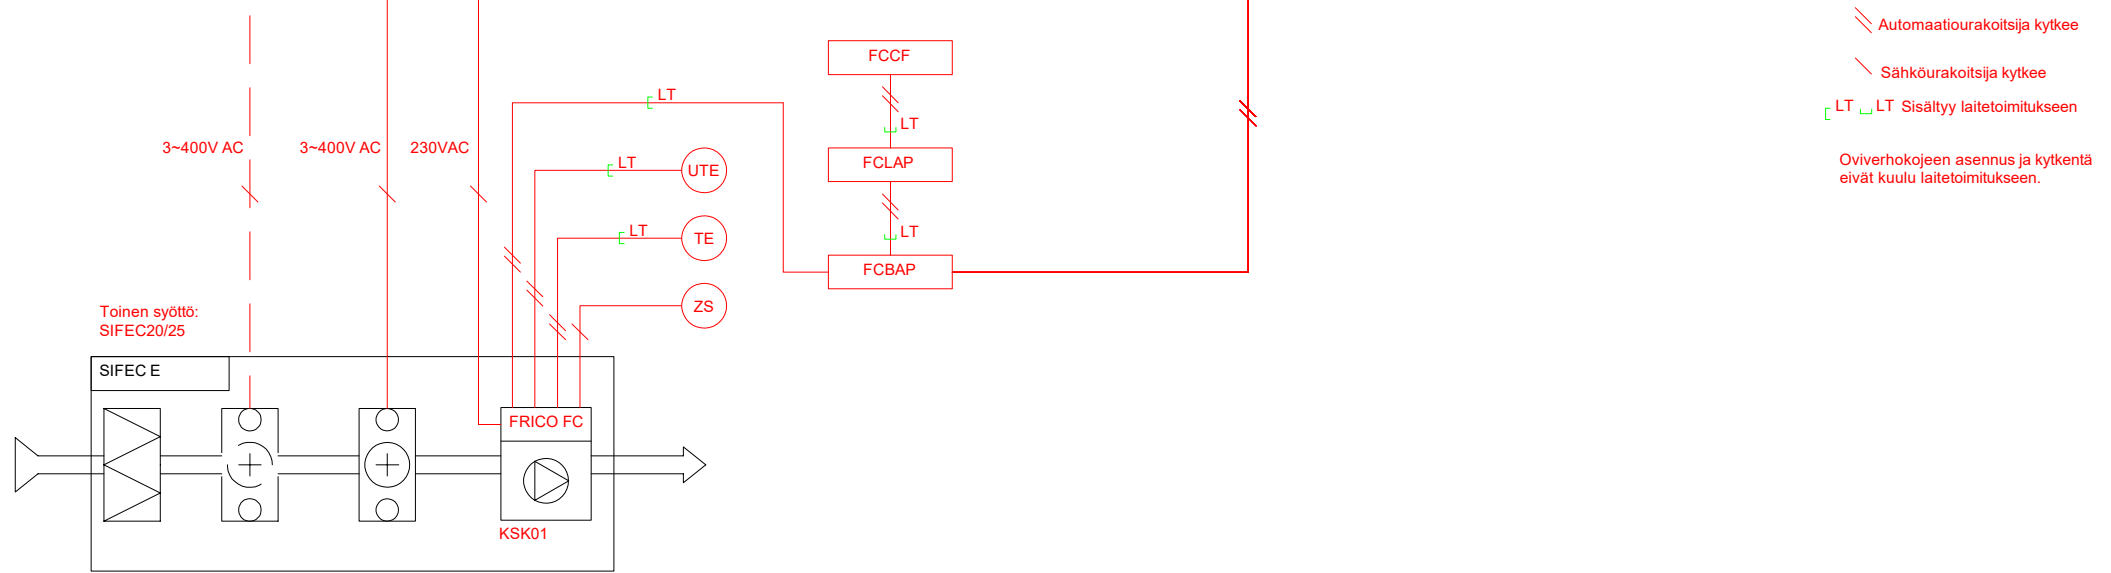 Automaatiourakoitsija kytkee
FCCF
Sähköurakoitsija kytkee
LT
LT LT Sisältyy laitetoimitukseen
LT
3~400V AC
3~400V AC
230VAC
LT
UTE
FCLAP
Oviverhokojeen asennus ja kytkentä
eivät kuulu laitetoimitukseen.
LT
TE
LT
FCBAP
ZS
Toinen syöttö:
SIFEC20/25
SIFEC E
FRICO FC
KSK01